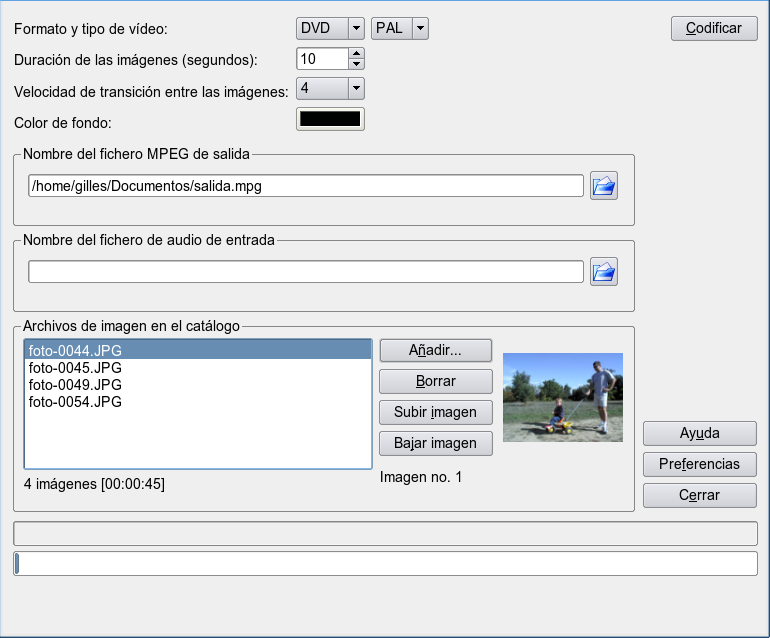 Formato y tipo de vídeo: DVD PAL Codificar
Duración de las imágenes (segundos): 10
Velocidad de transición entre las imágenes: 4
Color de fondo:
Nombre del fichero MPEG de salida
/home/gilles/Documentos/salida.mpg
Nombre del fichero de audio de entrada
Archivos de imagen en el catálogo
foto-0044.JPG
foto-0045.JPG
foto-0049.JPG
foto-0054.JPG
4 imágenes [00:00:45]
Añadir...
Borrar
Subir imagen
Bajar imagen
Imagen no. 1
Ayuda
Preferencias
Cerrar